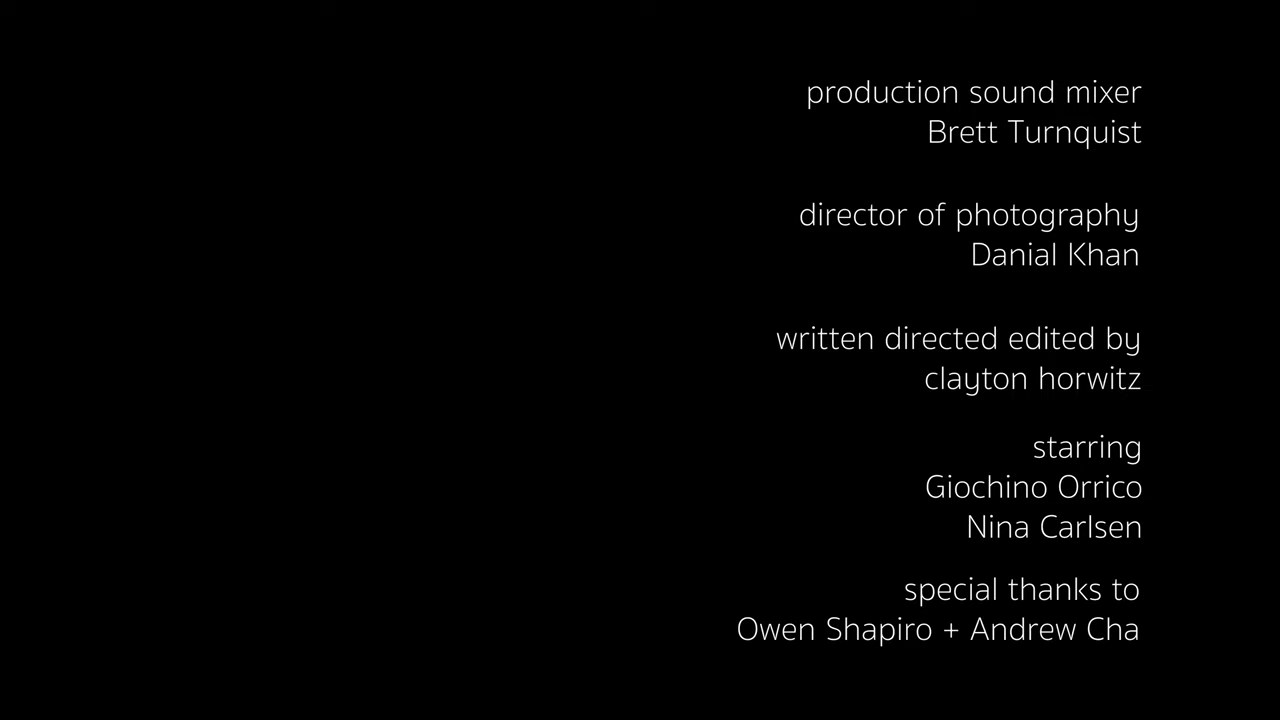 production sound mixer
Brett Turnquist
director of photography
Danial Khan
written directed edited by
clayton horwitz
starring
Giochino Orrico
Nina Carlsen
special thanks to
Owen Shapiro + Andrew Cha